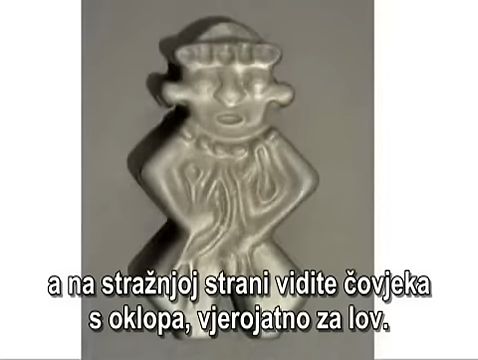 a na stražnjoj strani vidite čovjeka
s oklopa, vjerojatno za lov.